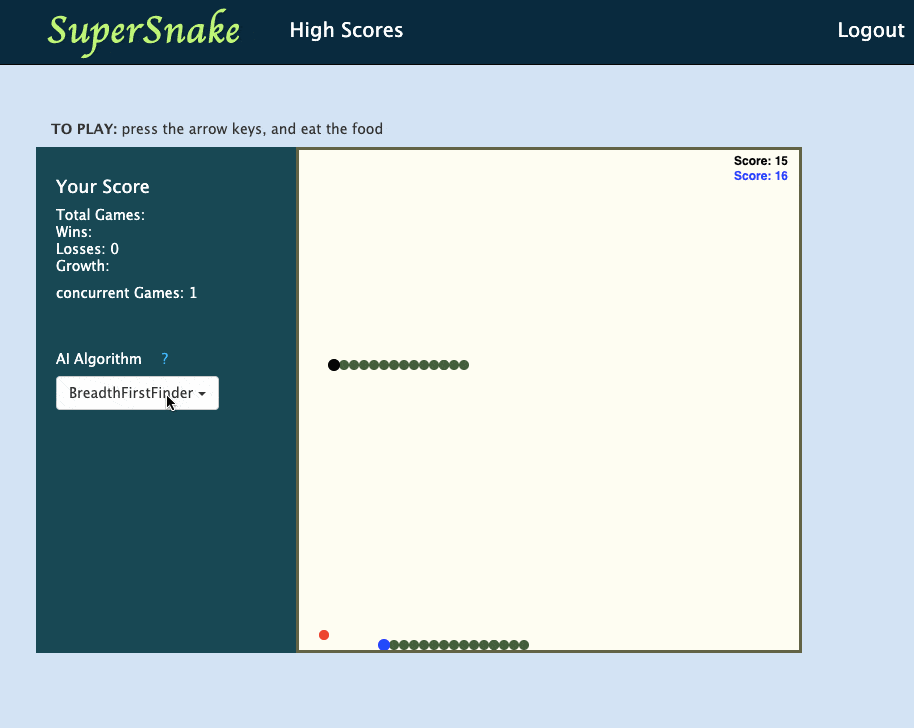 SuperSnake
High Scores
Logout
TO PLAY: press the arrow keys, and eat the food
Your Score
Total Games:
Wins:
Losses: 0
Growth:
concurrent Games: 1
AI Algorithm ?
BreadthFirstFinder
Score: 15
Score: 16